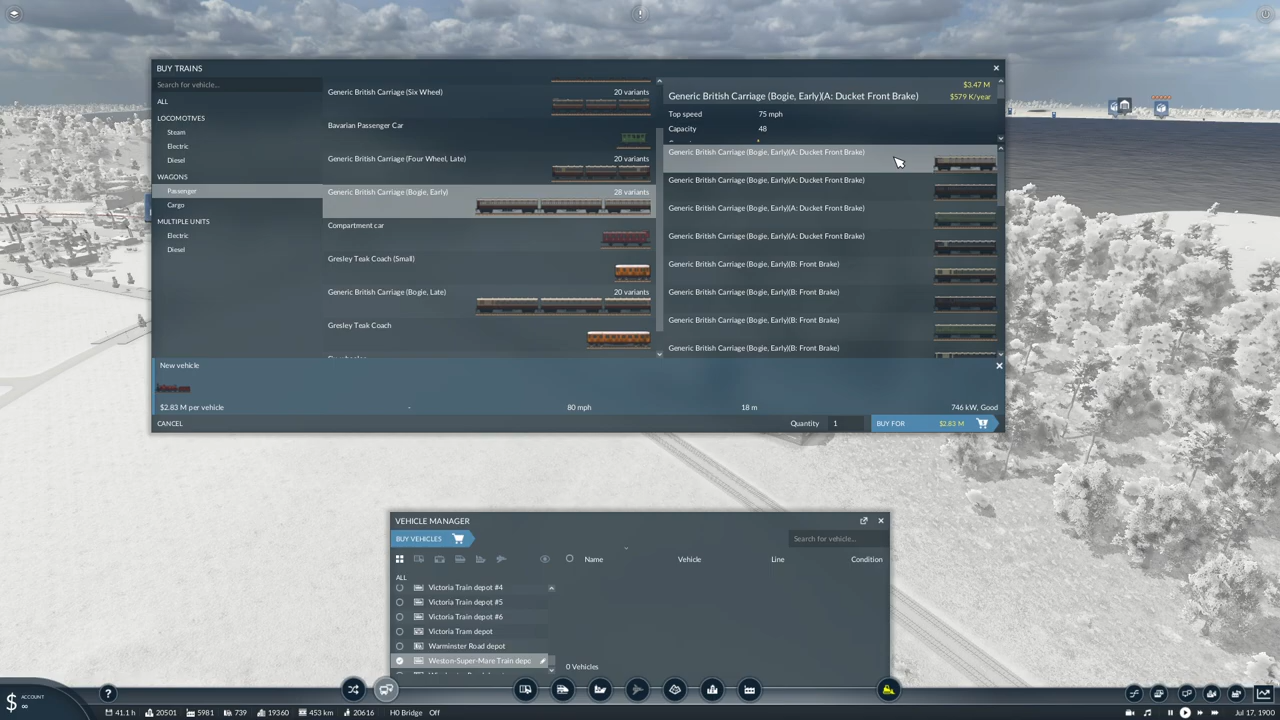 BUY TRAINS
Search for vehicle...
ALL
LOCOMOTIVES
Steam
Electric
Diesel
WAGONS
Passenger
Cargo
MULTIPLE UNITS
Electric
Diesel
Generic British Carriage (Six Wheel) 20 variants
Bavarian Passenger Car
Generic British Carriage (Four Wheel, Late) 20 variants
Generic British Carriage (Bogie, Early) 28 variants
Compartment car
Gresley Teak Coach (Small)
Generic British Carriage (Bogie, Late) 20 variants
Gresley Teak Coach
$3.47 M
Generic British Carriage (Bogie, Early)(A: Ducket Front Brake) $579 K/year
Top speed 75 mph
Capacity 48
Generic British Carriage (Bogie, Early)(A: Ducket Front Brake)
Generic British Carriage (Bogie, Early)(A: Ducket Front Brake)
Generic British Carriage (Bogie, Early)(A: Ducket Front Brake)
Generic British Carriage (Bogie, Early)(A: Ducket Front Brake)
Generic British Carriage (Bogie, Early)(B: Front Brake)
Generic British Carriage (Bogie, Early)(B: Front Brake)
Generic British Carriage (Bogie, Early)(B: Front Brake)
Generic British Carriage (Bogie, Early)(B: Front Brake)
New vehicle
$2.83 M per vehicle - 80 mph 18 m 746 kW, Good
CANCEL Quantity 1 BUY FOR $2.83 M
VEHICLE MANAGER
BUY VEHICLES Search for vehicle...
Name Vehicle Line Condition
ALL
Victoria Train depot #4
Victoria Train depot #5
Victoria Train depot #6
Victoria Tram depot
Warminster Road depot
Weston-Super-Mare Train depo
0 Vehicles
$ ACCOUNT ∞
?
41.1 h 20501 5981 739 19360 453 km 20616 H0 Bridge Off Jul 17, 1900